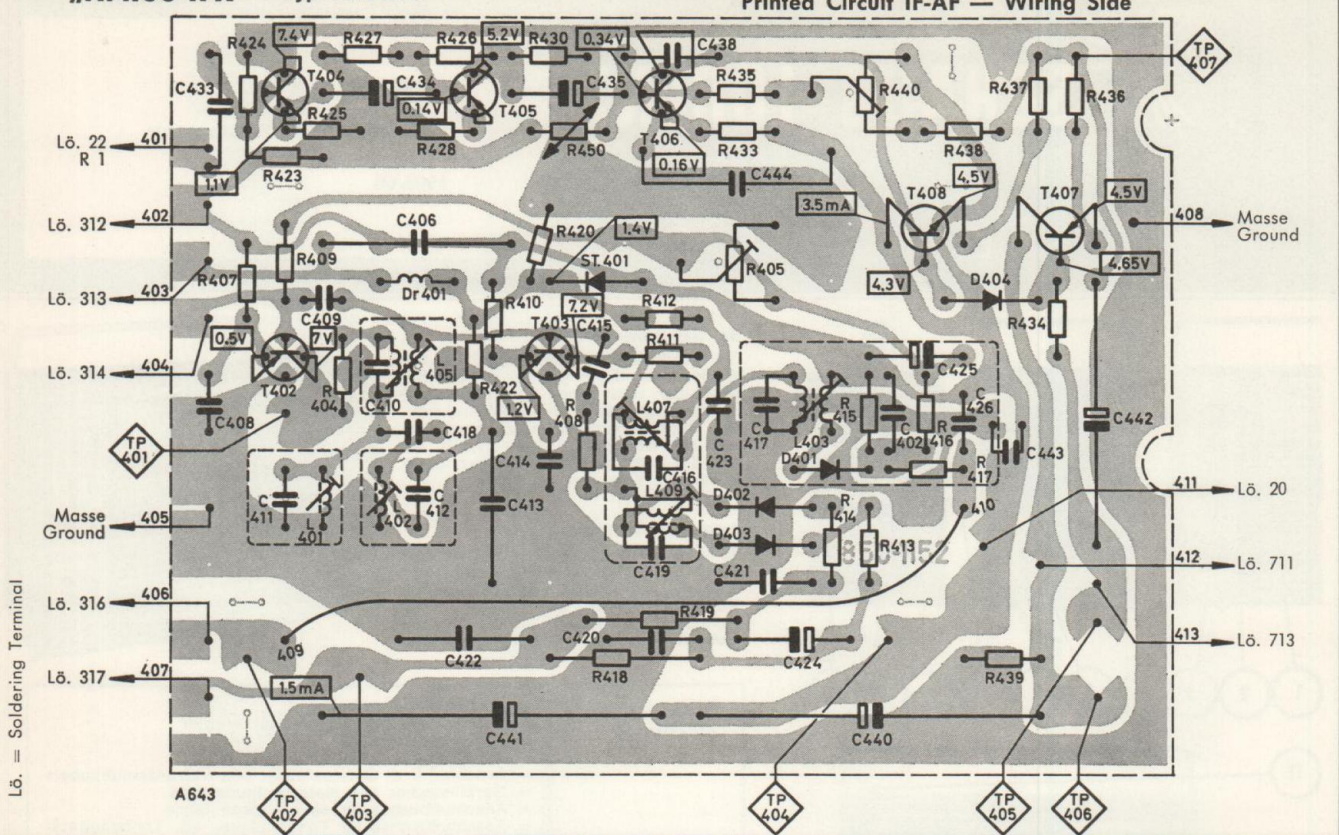 Printed Circuit IF-AF — Wiring Side
7.4V
5.2V
0.34V
R424
R427
R426
R430
C438
TP 407
C433
T404
C434
C435
R435
R440
R437
R436
0.14V
T405
R425
R428
R450
T406
R433
R438
Lö. 22
R 1
401
R423
0.16V
1,1V
C444
4,5V
T408
T407
4.5V
3.5mA
Lö. 312
402
C406
R420
1.4V
408
Masse
Ground
R409
R407
ST.401
R405
4.65V
Lö. 313
403
Dr401
R410
7.2V
4.3V
D404
C409
T403
C415
R412
R434
0.5V
7V
R411
Lö. 314
404
T402
L 405
R422
C425
R 404
C410
1.2V
R 408
L407
C408
C 417
R 415
R 416
C 426
C442
C418
C 423
L403
C 402
TP 401
C414
C416
D401
R 417
C443
C 411
L 401
L 402
C 412
C413
L409
D402
R 414
410
411
Lö. 20
Masse
Ground
405
D403
R413
850-1152
C419
C421
412
Lö. 711
Lö. 316
406
R419
409
C422
C420
C424
413
Lö. 713
R418
R439
Lö. 317
407
1.5mA
C441
C440
A643
TP 402
TP 403
TP 404
TP 405
TP 406
Lö. = Soldering Terminal